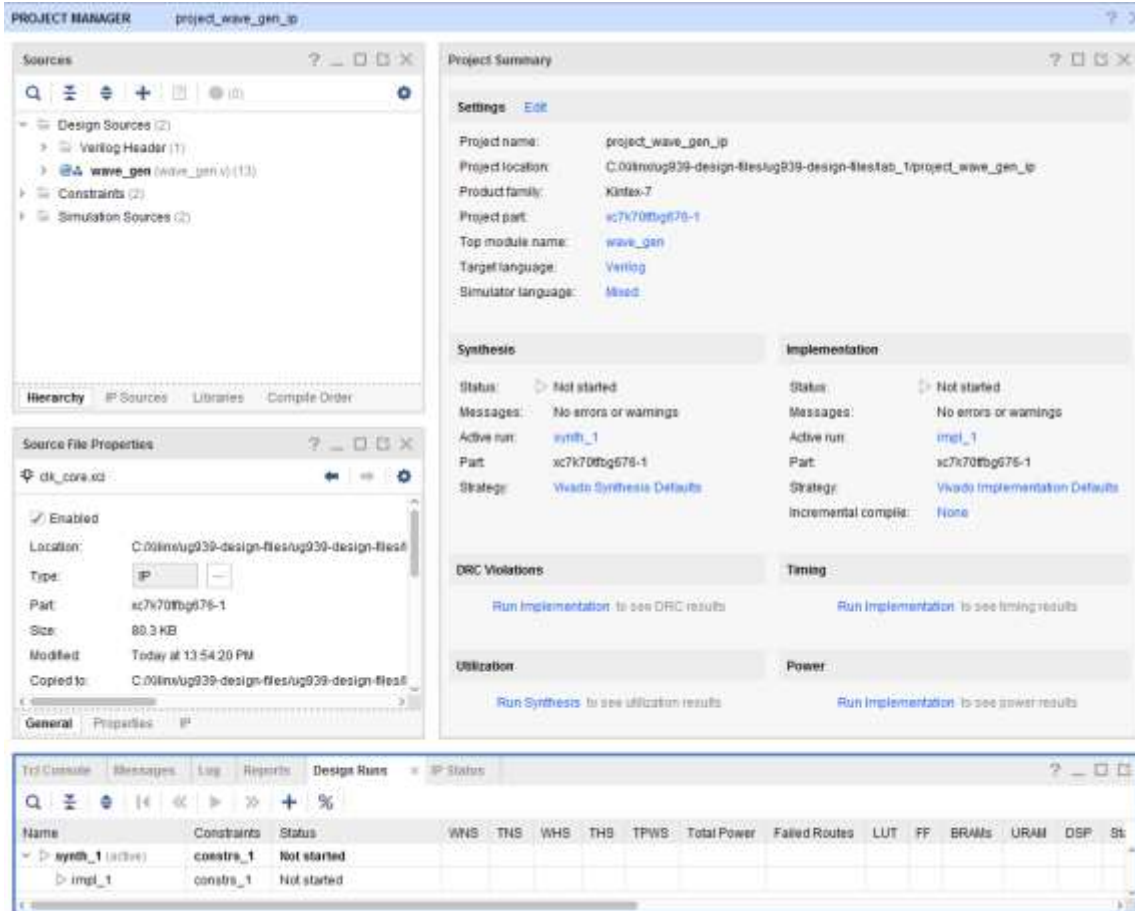 PROJECT MANAGER project_wave_gen_ip
Sources
(0)
Design Sources (2)
Verilog Header (1)
wave_gen (wave_gen.v) (13)
Constraints (2)
Simulation Sources (2)
Hierarchy IP Sources Libraries Compile Order
Source File Properties
clk_core.xci
Enabled
Location: C:/Xilinx/ug939-design-files/ug939-design-files/l
Type: IP
Part: xc7k70tfbg676-1
Size: 80.3 KB
Modified: Today at 13:54:20 PM
Copied to: C:/Xilinx/ug939-design-files/ug939-design-files/l
General Properties IP
Project Summary
Settings Edit
Project name: project_wave_gen_ip
Project location: C:/Xilinx/ug939-design-files/ug939-design-files/lab_1/project_wave_gen_ip
Product family: Kintex-7
Project part: xc7k70tfbg676-1
Top module name: wave_gen
Target language: Verilog
Simulator language: Mixed
Synthesis
Status: Not started
Messages: No errors or warnings
Active run: synth_1
Part: xc7k70tfbg676-1
Strategy: Vivado Synthesis Defaults
Implementation
Status: Not started
Messages: No errors or warnings
Active run: impl_1
Part: xc7k70tfbg676-1
Strategy: Vivado Implementation Defaults
Incremental compile: None
DRC Violations
Run Implementation to see DRC results
Timing
Run Implementation to see timing results
Utilization
Run Synthesis to see utilization results
Power
Run Implementation to see power results
Tcl Console Messages Log Reports Design Runs IP Status
Name Constraints Status WNS TNS WHS THS TPWS Total Power Failed Routes LUT FF BRAMs URAM DSP St
synth_1 (active) constrs_1 Not started
impl_1 constrs_1 Not started